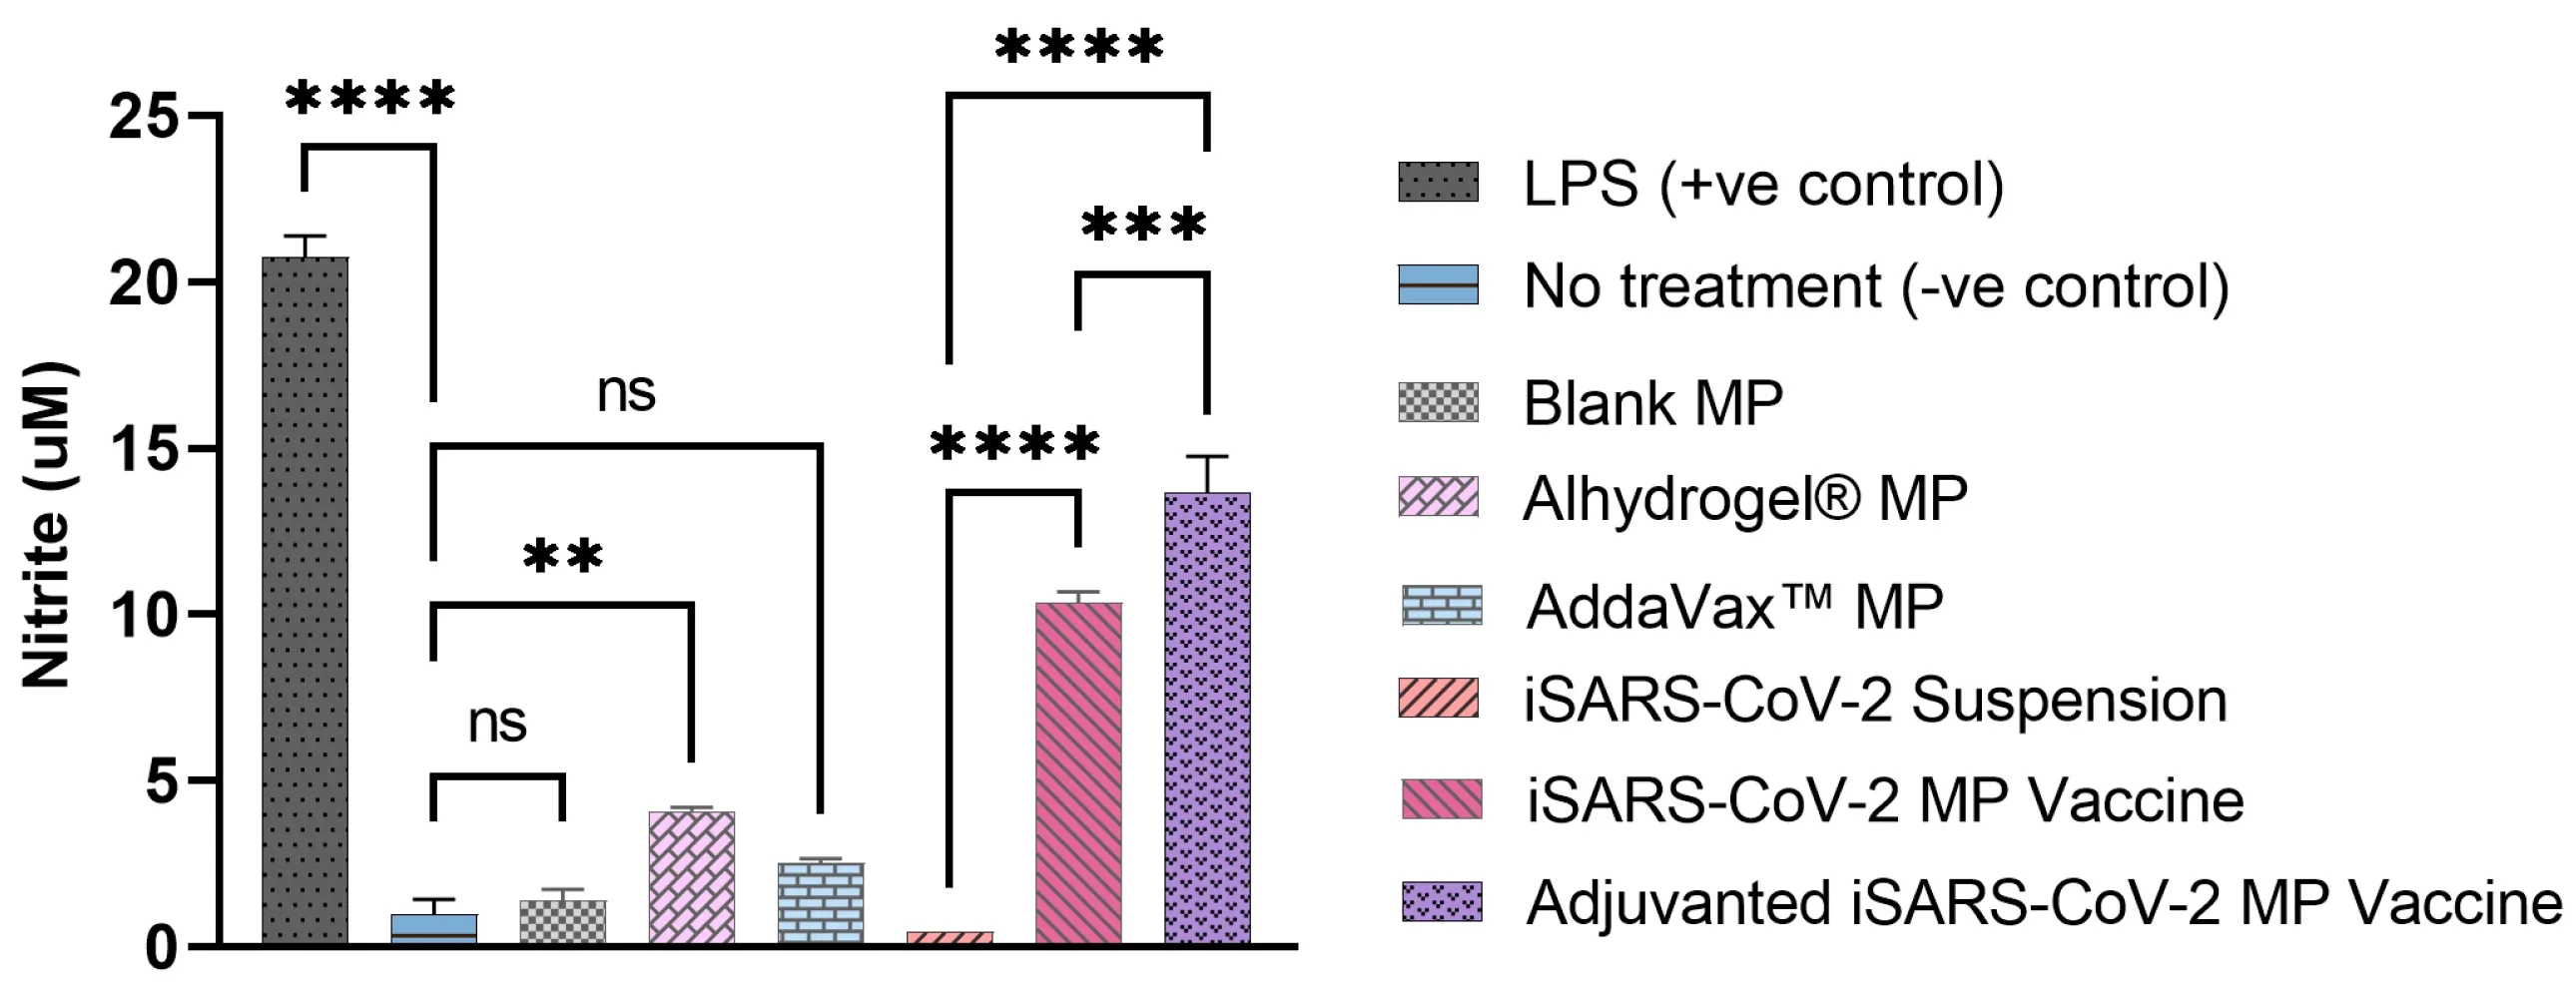 Nitrite (uM)
25
20
15
10
5
0
****
ns
**
ns
****
***
****
LPS (+ve control)
No treatment (-ve control)
Blank MP
Alhydrogel® MP
AddaVax™ MP
iSARS-CoV-2 Suspension
iSARS-CoV-2 MP Vaccine
Adjuvanted iSARS-CoV-2 MP Vaccine